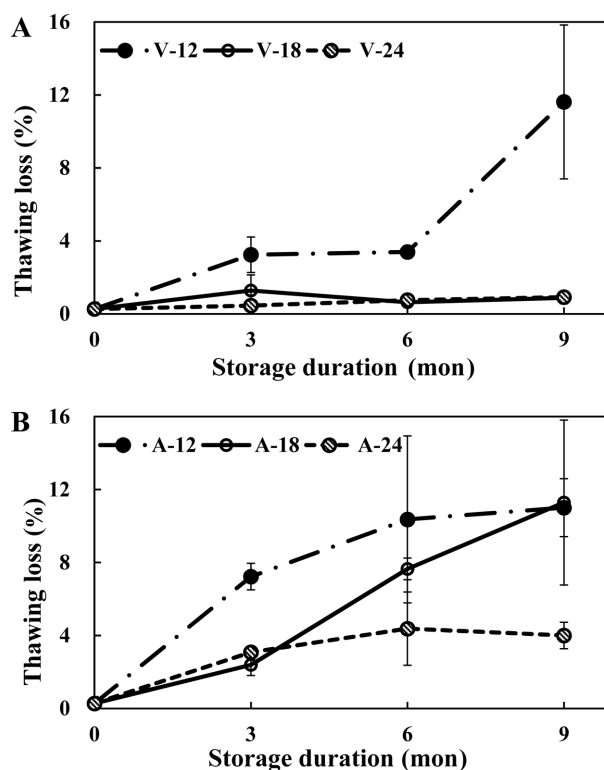 A
16
V-12 V-18 V-24
12
8
4
0
Thawing loss (%)
0 3 6 9
Storage duration (mon)
B
16
A-12 A-18 A-24
12
8
4
0
Thawing loss (%)
0 3 6 9
Storage duration (mon)